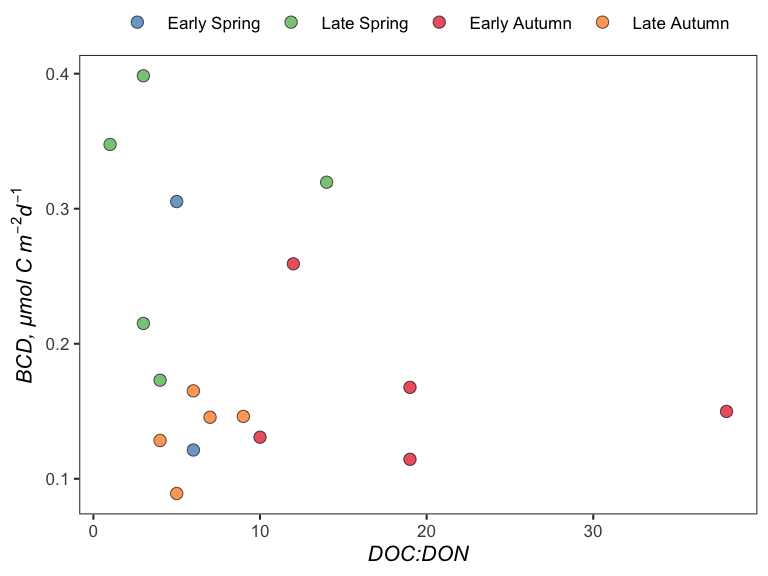 Early Spring Late Spring Early Autumn Late Autumn
0.4
0.3
0.2
0.1
BCD, µmol C m⁻²d⁻¹
0 10 20 30
DOC:DON